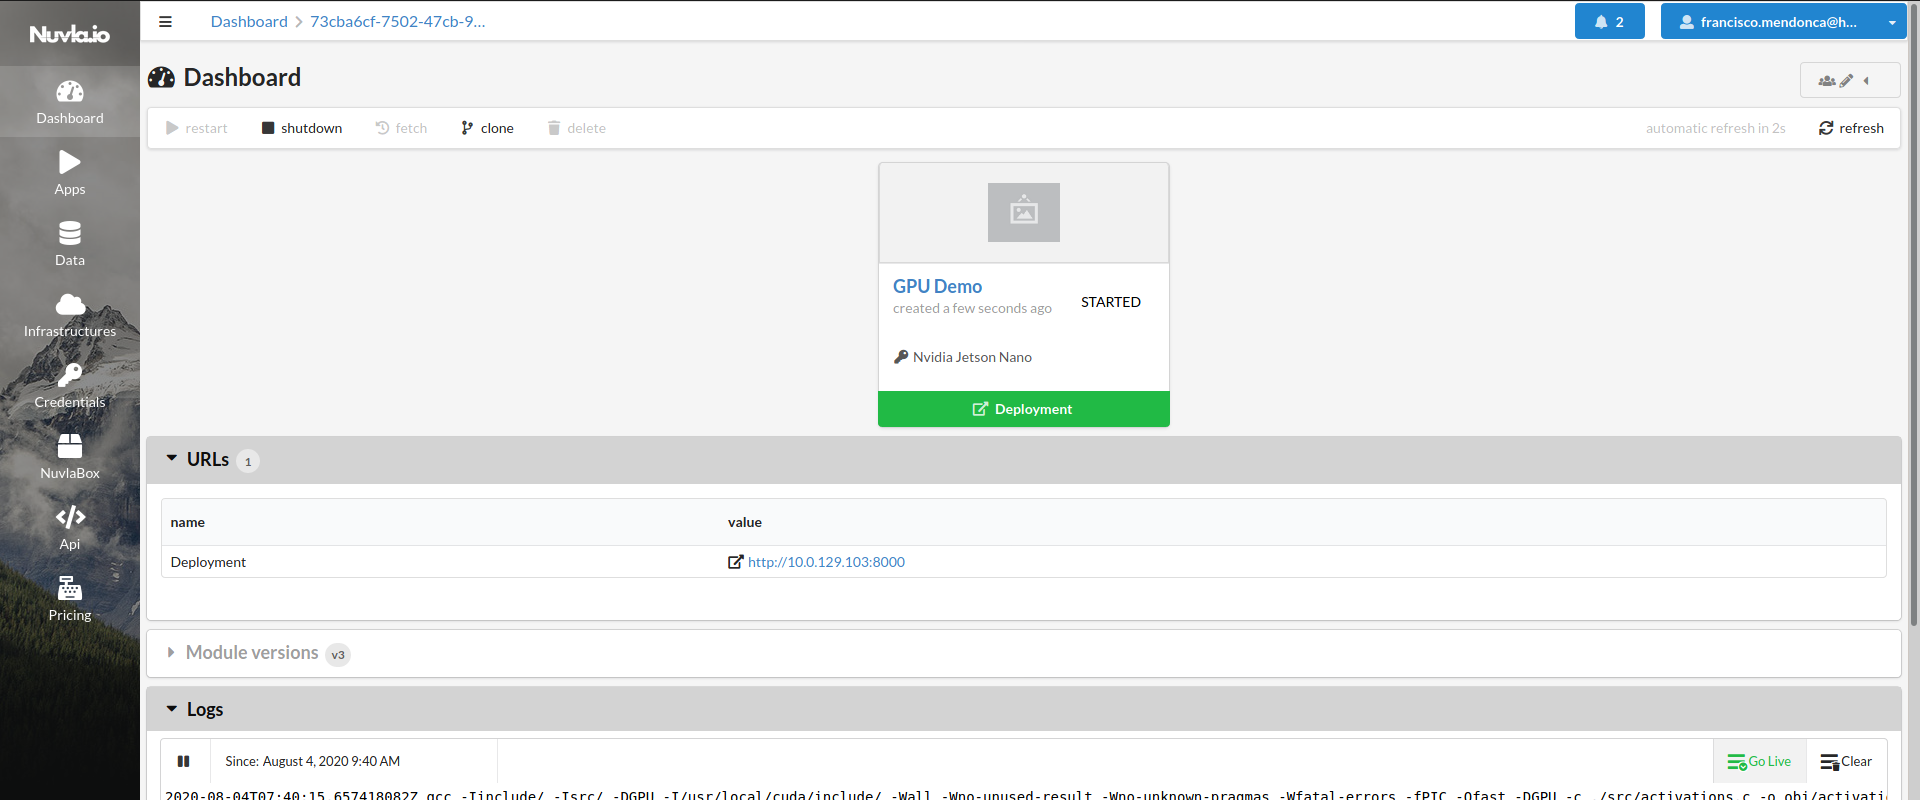 Nuvla.io
Dashboard
Apps
Data
Infrastructures
Credentials
NuvlaBox
Api
Pricing
Dashboard > 73cba6cf-7502-47cb-9...
2
francisco.mendonca@h...
Dashboard
restart shutdown fetch clone delete automatic refresh in 2s refresh
GPU Demo
created a few seconds ago
STARTED
Nvidia Jetson Nano
Deployment
URLs 1
name value
Deployment http://10.0.129.103:8000
Module versions v3
Logs
Since: August 4, 2020 9:40 AM Go Live Clear
2020-08-04T07:40:15.657418082Z gcc -Iinclude/ -Isrc/ -DGPU -I/usr/local/cuda/include/ -Wall -Wno-unused-result -Wno-unknown-pragmas -Wfatal-errors -fPIC -Ofast -DGPU -c ./src/activations.c -o obj/activati